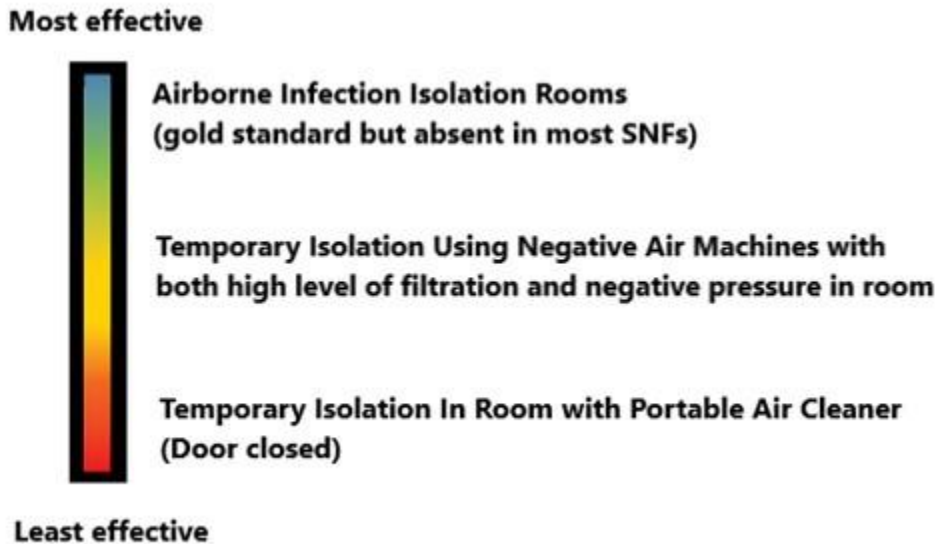 Most effective
Airborne Infection Isolation Rooms
(gold standard but absent in most SNFs)
Temporary Isolation Using Negative Air Machines with
both high level of filtration and negative pressure in room
Temporary Isolation In Room with Portable Air Cleaner
(Door closed)
Least effective